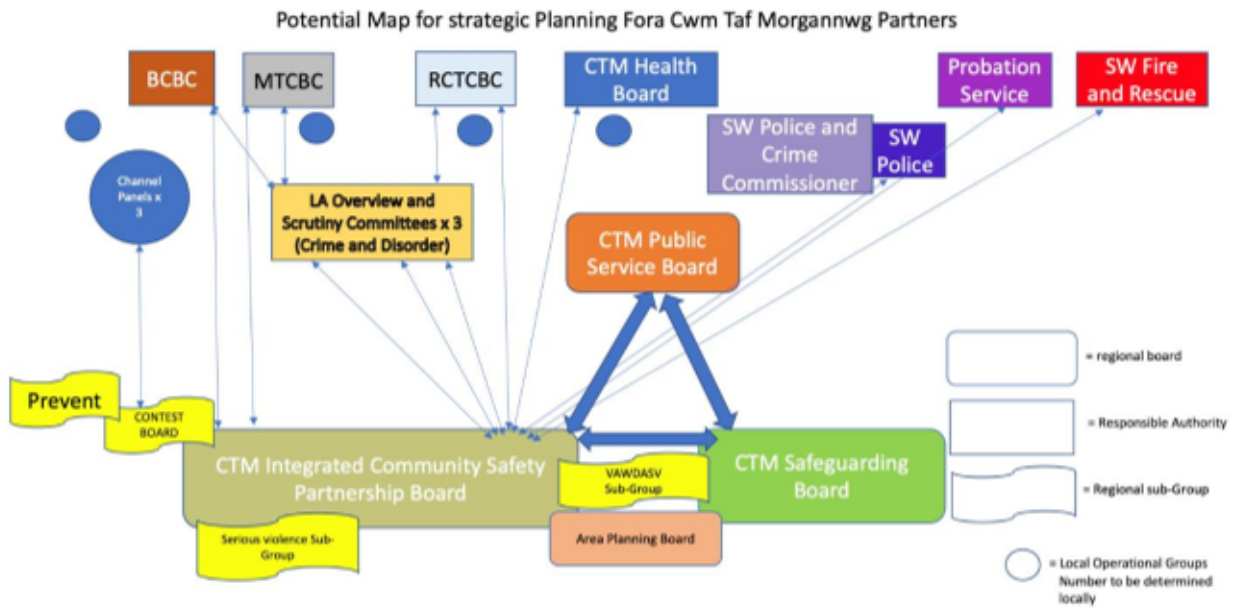 Potential Map for strategic Planning Fora Cwm Taf Morgannwg Partners
BCBC
MTCBC
RCTCBC
CTM Health
Board
Probation
Service
SW Fire
and Rescue
SW Police and
Crime
Commissioner
SW
Police
Channel
Panels x
3
LA Overview and
Scrutiny Committees x 3
(Crime and Disorder)
CTM Public
Service Board
= regional board
= Responsible Authority
= Regional sub-Group
= Local Operational Groups
Number to be determined
locally
Prevent
CONTEST
BOARD
CTM Integrated Community Safety
Partnership Board
VAWDASV
Sub-Group
CTM Safeguarding
Board
Serious violence Sub-
Group
Area Planning Board